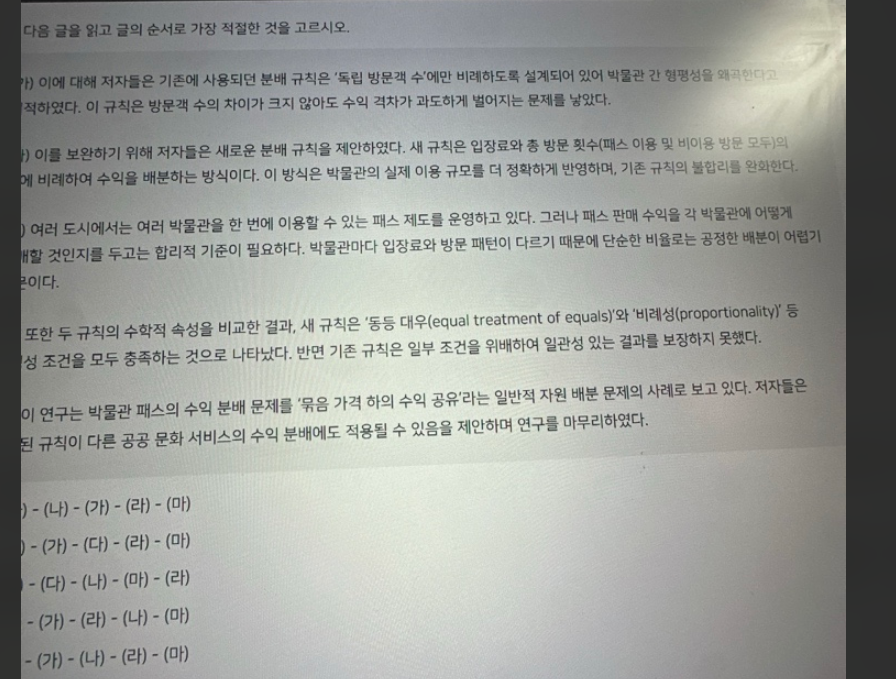 다음 글을 읽고 글의 순서로 가장 적절한 것을 고르시오.
가) 이에 대해 저자들은 기존에 사용되던 분배 규칙은 '독립 방문객 수'에만 비례하도록 설계되어 있어 박물관 간 형평성을 왜곡한다고
적하였다. 이 규칙은 방문객 수의 차이가 크지 않아도 수익 격차가 과도하게 벌어지는 문제를 낳았다.
) 이를 보완하기 위해 저자들은 새로운 분배 규칙을 제안하였다. 새 규칙은 입장료와 총 방문 횟수(패스 이용 및 비이용 방문 모두)의
에 비례하여 수익을 배분하는 방식이다. 이 방식은 박물관의 실제 이용 규모를 더 정확하게 반영하며, 기존 규칙의 불합리를 완화한다.
) 여러 도시에서는 여러 박물관을 한 번에 이용할 수 있는 패스 제도를 운영하고 있다. 그러나 패스 판매 수익을 각 박물관에 어떻게
배할 것인지를 두고는 합리적 기준이 필요하다. 박물관마다 입장료와 방문 패턴이 다르기 때문에 단순한 비율로는 공정한 배분이 어렵기
문이다.
또한 두 규칙의 수학적 속성을 비교한 결과, 새 규칙은 '동등 대우(equal treatment of equals)'와 '비례성(proportionality)' 등
성 조건을 모두 충족하는 것으로 나타났다. 반면 기존 규칙은 일부 조건을 위배하여 일관성 있는 결과를 보장하지 못했다.
이 연구는 박물관 패스의 수익 분배 문제를 '묶음 가격 하의 수익 공유'라는 일반적 자원 배분 문제의 사례로 보고 있다. 저자들은
된 규칙이 다른 공공 문화 서비스의 수익 분배에도 적용될 수 있음을 제안하며 연구를 마무리하였다.
) - (나) - (가) - (라) - (마)
) - (가) - (다) - (라) - (마)
- (다) - (나) - (마) - (라)
- (가) - (라) - (나) - (마)
- (가) - (나) - (라) - (마)